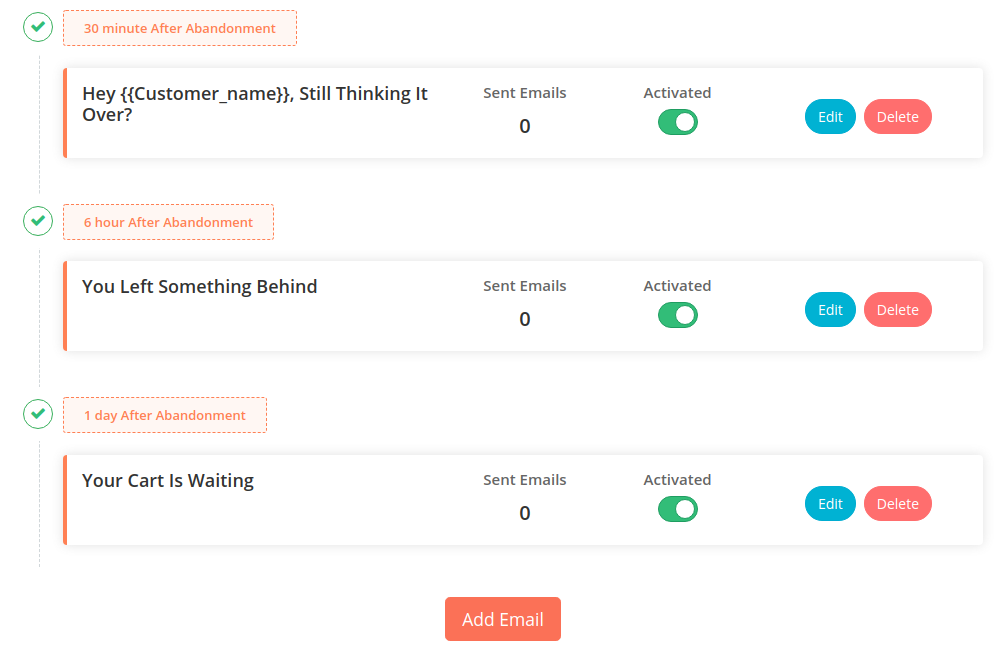 30 minute After Abandonment
Hey {{Customer_name}}, Still Thinking It
Over?
Sent Emails
0
Activated
Edit
Delete
6 hour After Abandonment
You Left Something Behind
Sent Emails
0
Activated
Edit
Delete
1 day After Abandonment
Your Cart Is Waiting
Sent Emails
0
Activated
Edit
Delete
Add Email